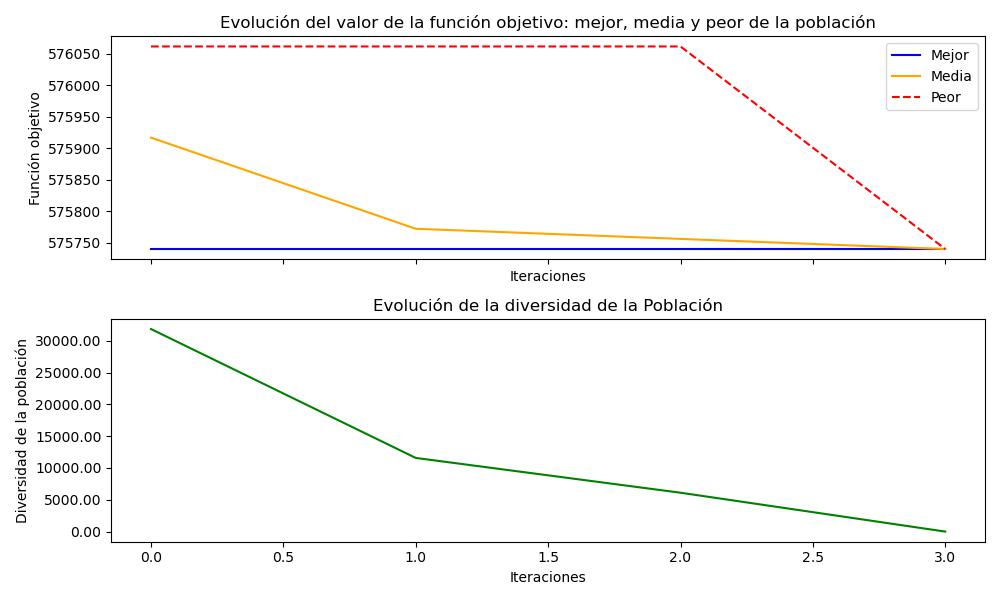 Evolución del valor de la función objetivo: mejor, media y peor de la población
Función objetivo
576050
576000
575950
575900
575850
575800
575750
Mejor
Media
Peor
Iteraciones
Evolución de la diversidad de la Población
Diversidad de la población
30000.00
25000.00
20000.00
15000.00
10000.00
5000.00
0.00
0.0 0.5 1.0 1.5 2.0 2.5 3.0
Iteraciones